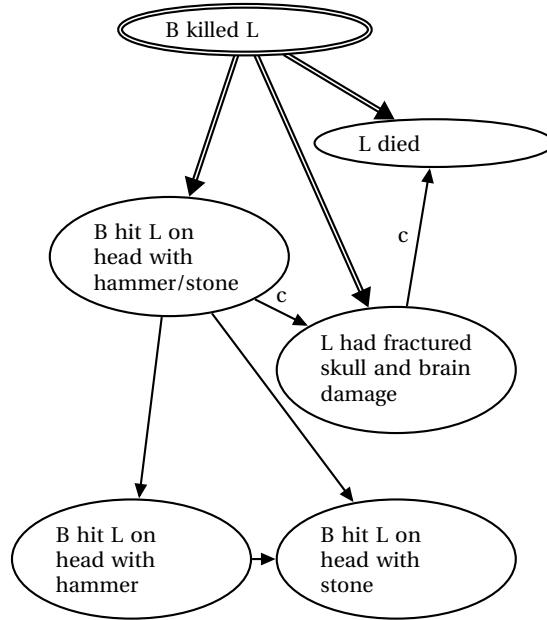 B killed L
L died
B hit L on
head with
hammer/stone
c
c
L had fractured
skull and brain
damage
B hit L on
head with
hammer
B hit L on
head with
stone